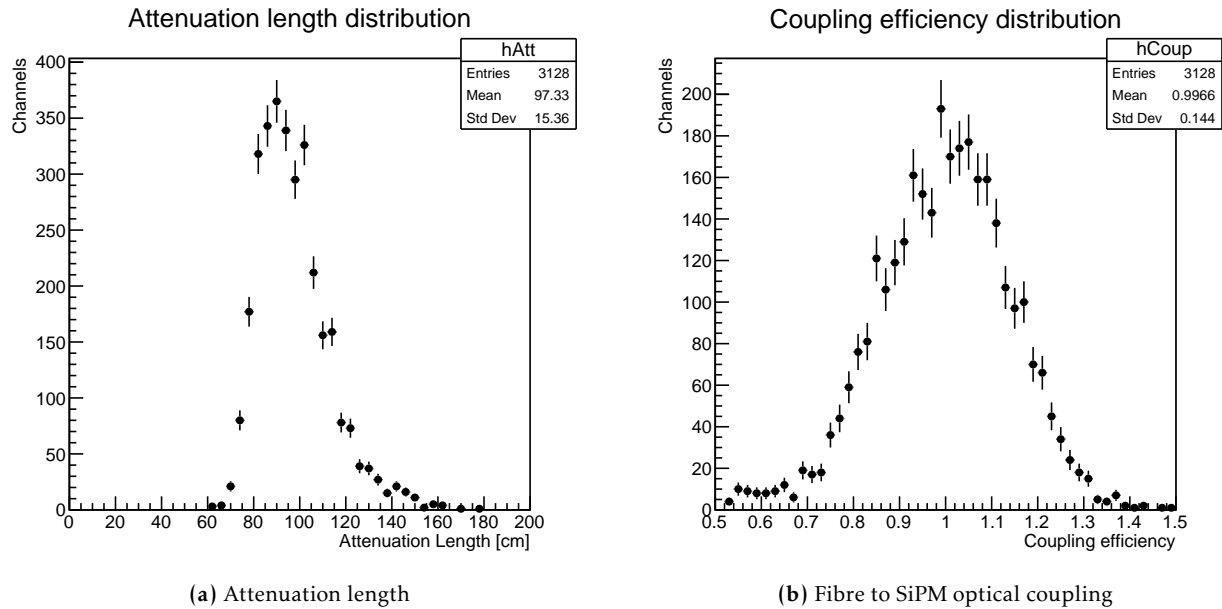 Attenuation length distribution
Channels
hAtt
Entries 3128
Mean 97.33
Std Dev 15.36
400
350
300
250
200
150
100
50
0
0 20 40 60 80 100 120 140 160 180 200
Attenuation Length [cm]
(a) Attenuation length
Coupling efficiency distribution
Channels
hCoup
Entries 3128
Mean 0.9966
Std Dev 0.144
200
180
160
140
120
100
80
60
40
20
0
0.5 0.6 0.7 0.8 0.9 1 1.1 1.2 1.3 1.4 1.5
Coupling efficiency
(b) Fibre to SiPM optical coupling